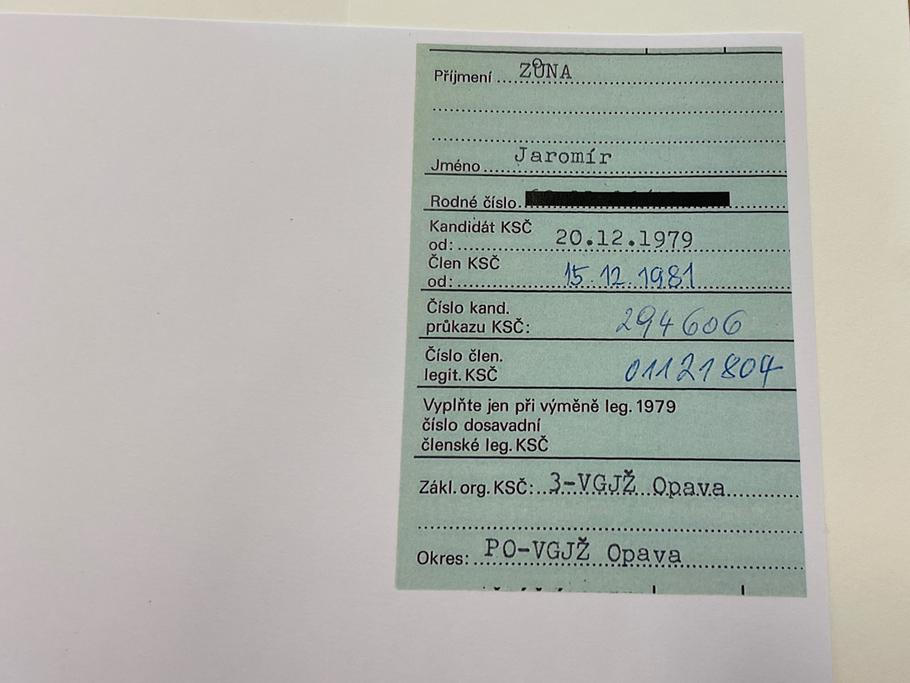 Příjmení ZŮNA
Jméno Jaromír
Rodné číslo
Kandidát KSČ
od: 20.12.1979
Člen KSČ
od: 15.12.1981
Číslo kand.
průkazu KSČ: 294606
Číslo člen.
legit. KSČ 01121804
Vyplňte jen při výměně leg. 1979
číslo dosavadní
členské leg. KSČ
Zákl. org. KSČ: 3-VGJŽ Opava
Okres: PO-VGJŽ Opava